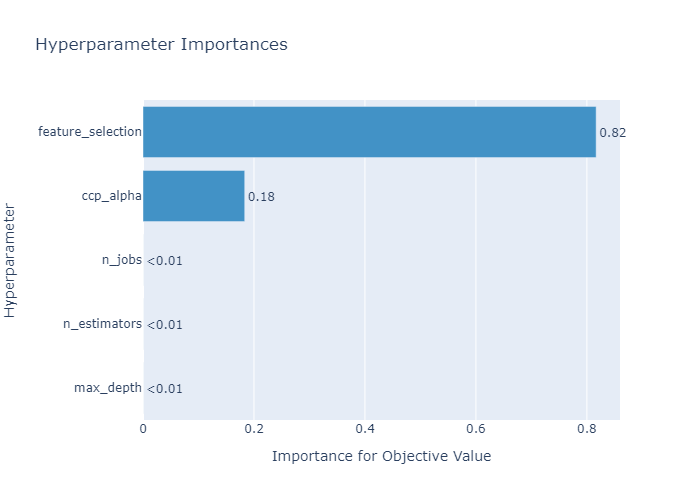 Hyperparameter Importances
Hyperparameter
feature_selection
0.82
ccp_alpha
0.18
n_jobs
<0.01
n_estimators
<0.01
max_depth
<0.01
0
0.2
0.4
0.6
0.8
Importance for Objective Value